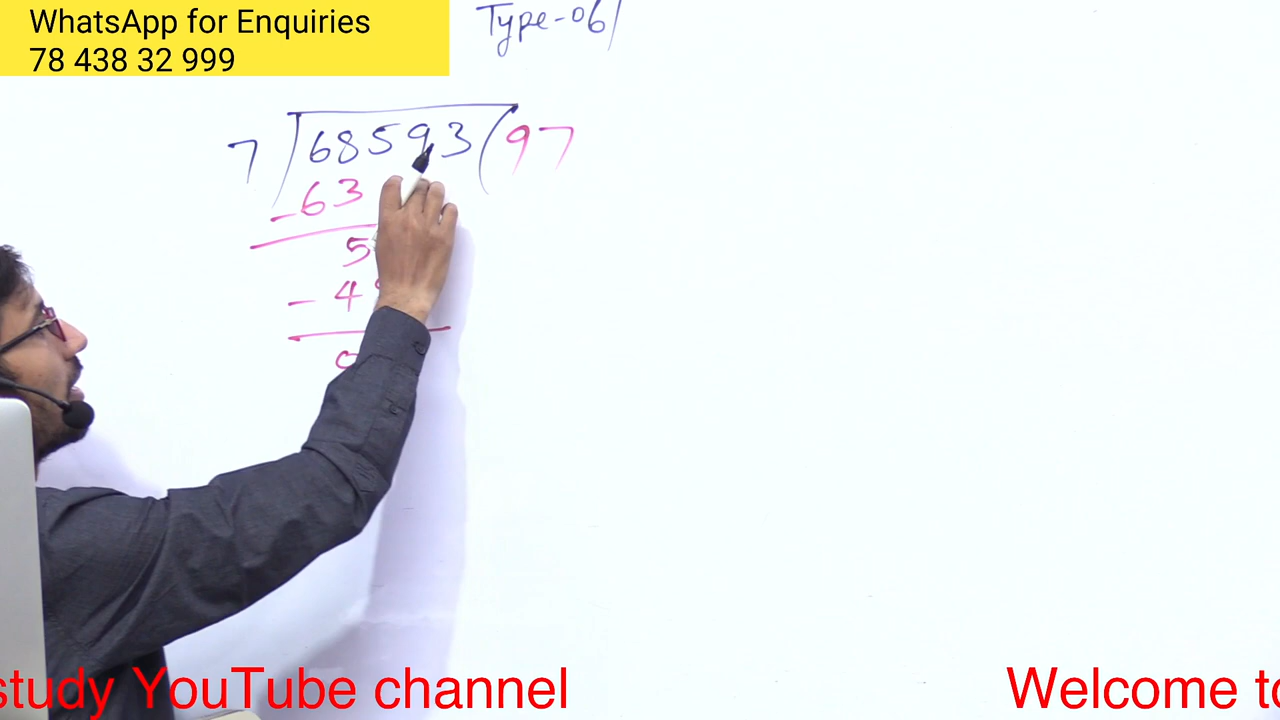 WhatsApp for Enquiries
78 438 32 999
Type-06
7 68593 97
-63
5
- 4
0
study YouTube channel
Welcome to